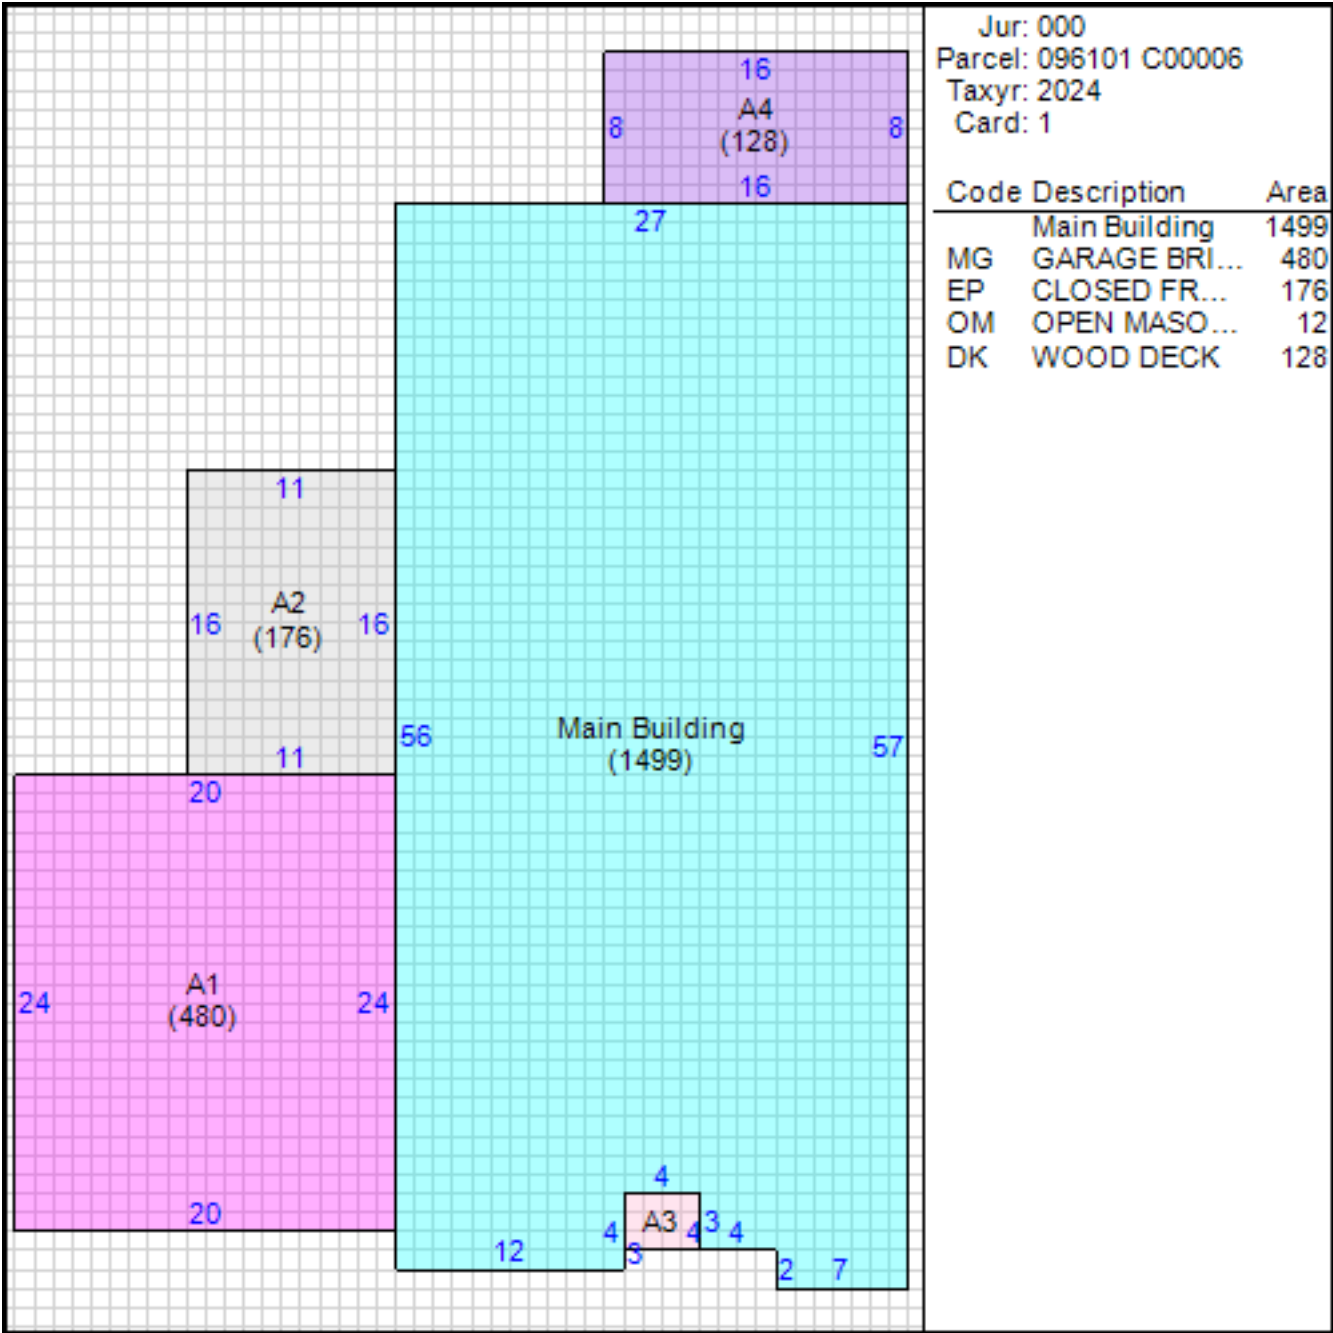 Jur: 000
Parcel: 096101 C00006
Taxyr: 2024
Card: 1
Code Description Area
Main Building 1499
MG GARAGE BRI... 480
EP CLOSED FR... 176
OM OPEN MASO... 12
DK WOOD DECK 128
16
A4
8 8
(128)
16
27
11
A2
16 16
(176)
11
56
Main Building
57
(1499)
20
A1
24 24
(480)
20
4
A3
4 4 3 4
12 3
2 7